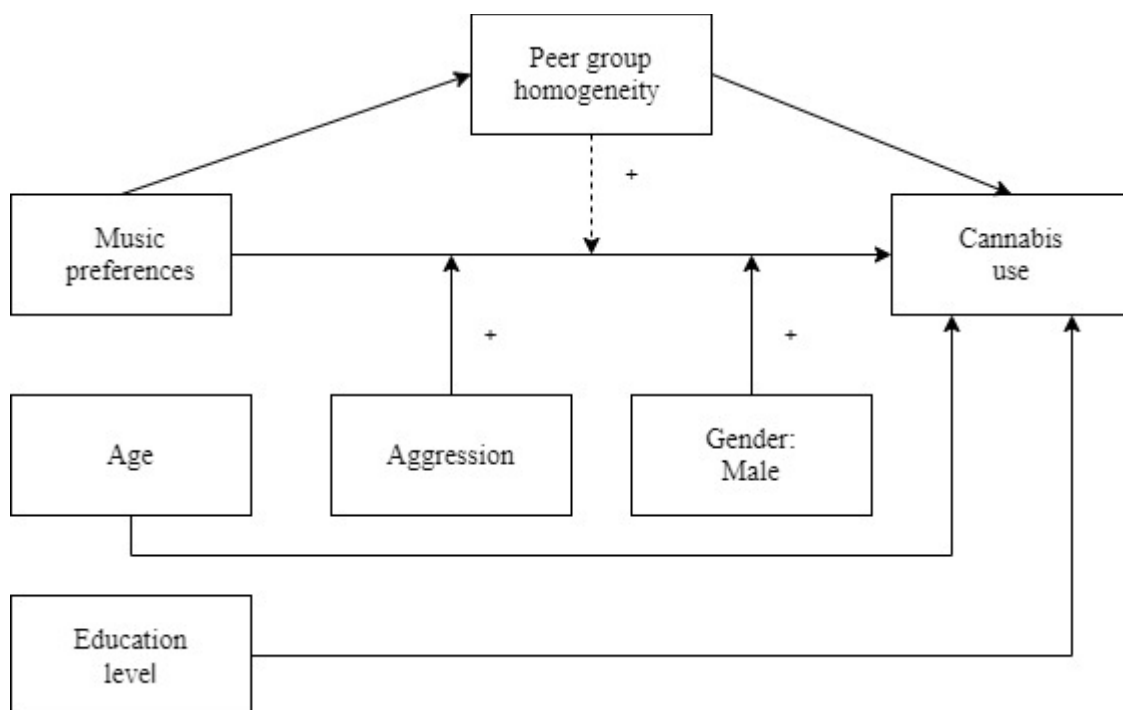 Peer group
homogeneity
+
Music
preferences
Cannabis
use
+
+
Age
Aggression
Gender:
Male
Education
level